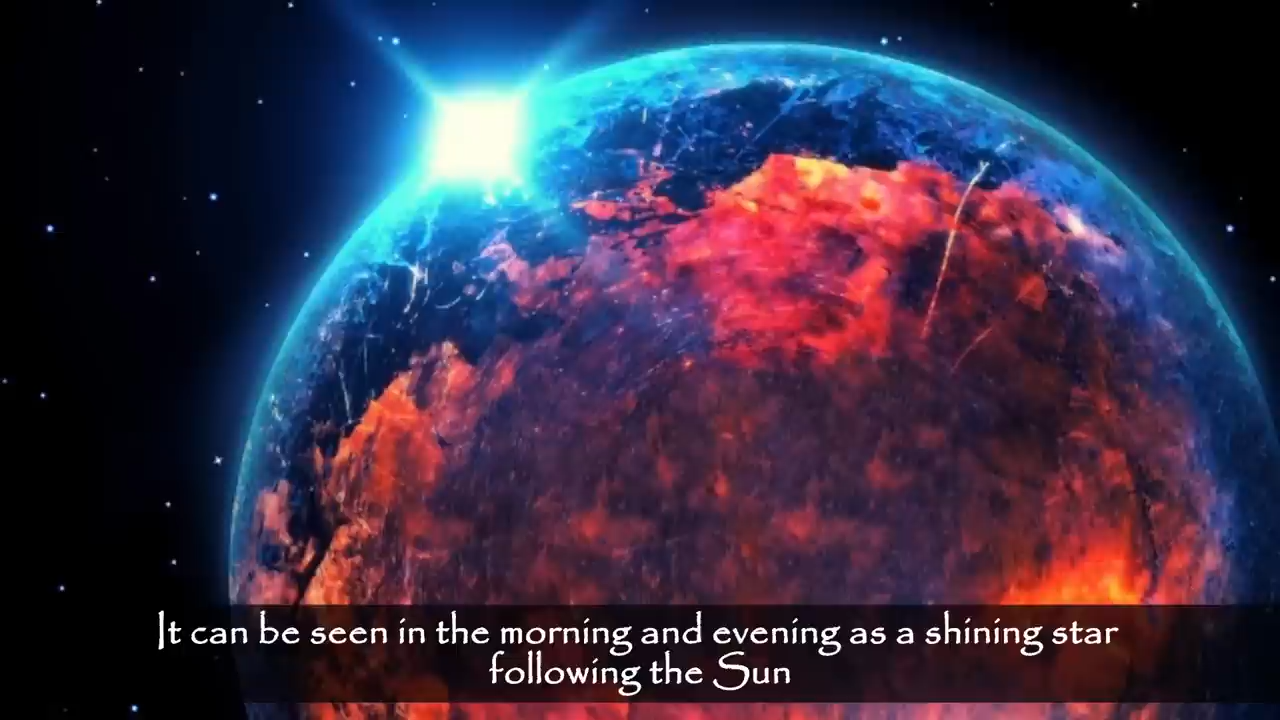 It can be seen in the morning and evening as a shining star
following the Sun